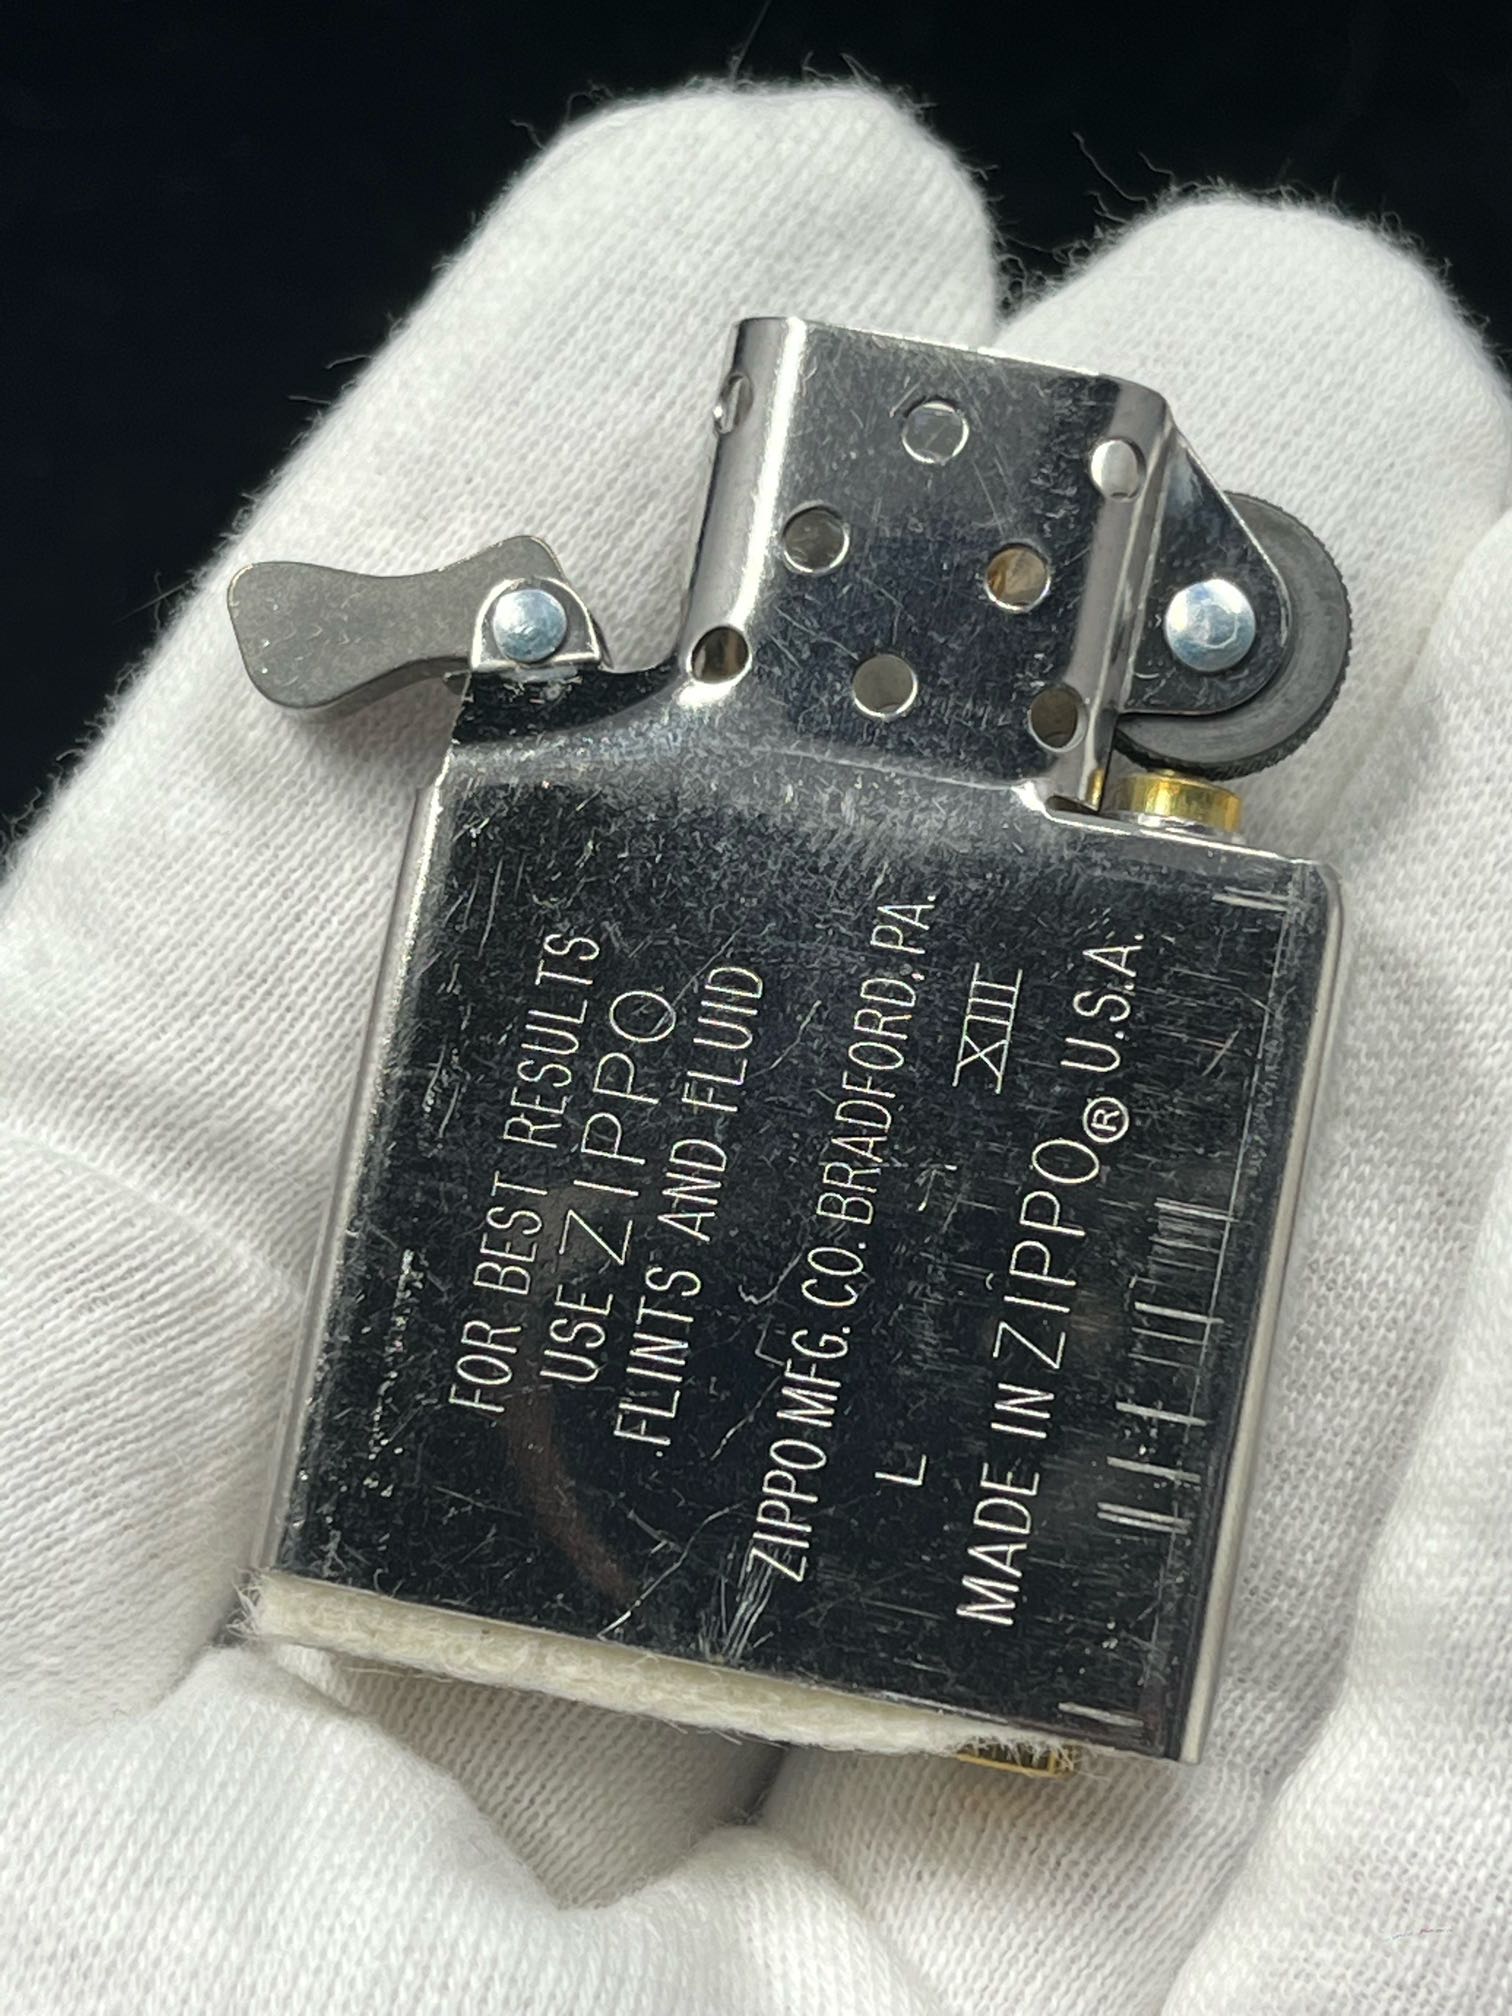 FOR BEST RESULTS
USE ZIPPO
FLINTS AND FLUID
ZIPPO MFG. CO. BRADFORD, PA.
L XIII
MADE IN ZIPPO® U.S.A.